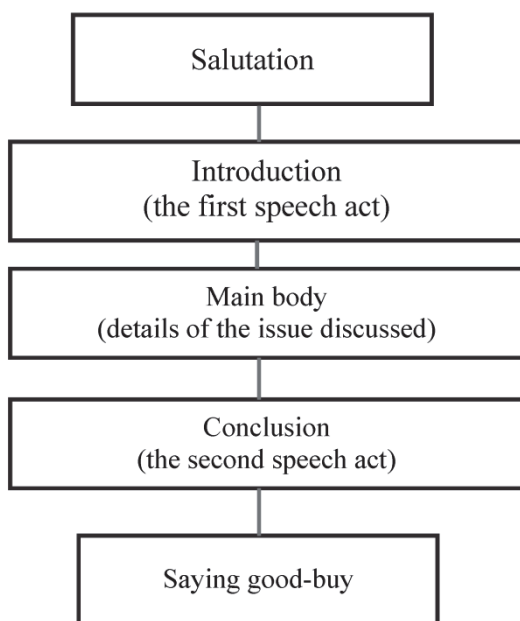 Salutation
Introduction
(the first speech act)
Main body
(details of the issue discussed)
Conclusion
(the second speech act)
Saying good-buy